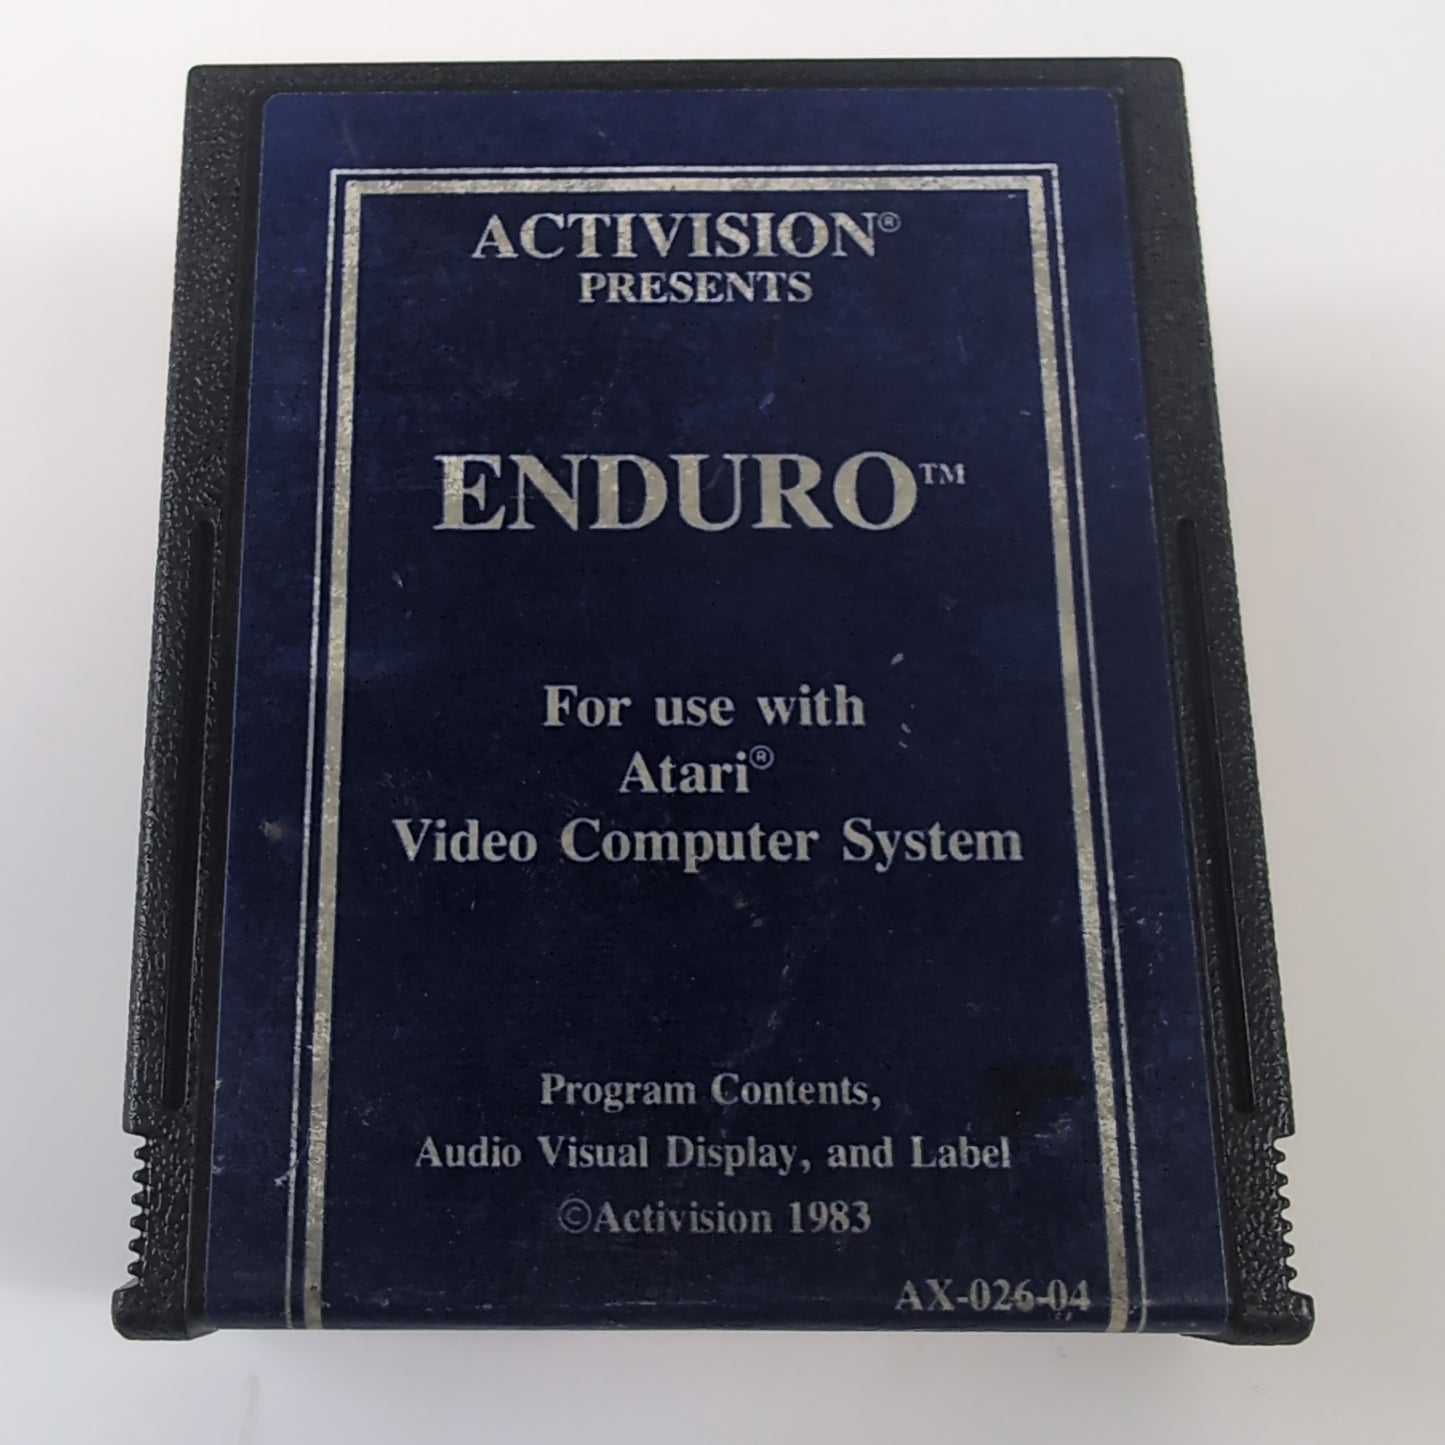 ACTIVISION®
PRESENTS
ENDURO™
For use with
Atari®
Video Computer System
Program Contents,
Audio Visual Display, and Label
©Activision 1983
AX-026-04